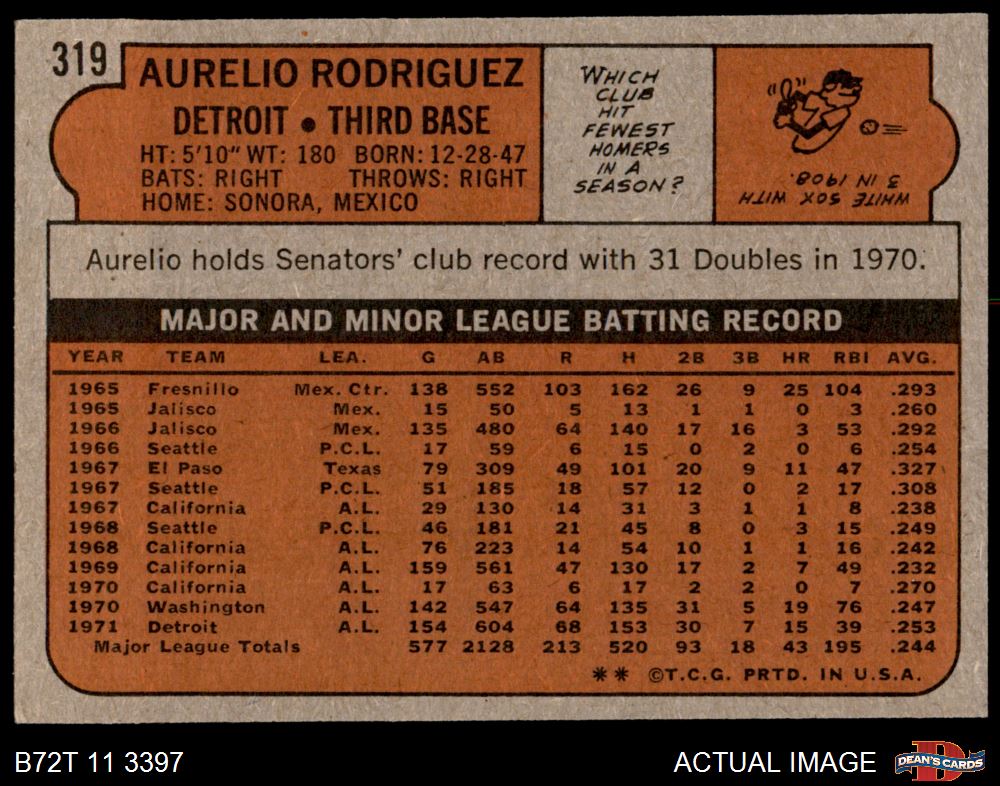 319
AURELIO RODRIGUEZ
DETROIT • THIRD BASE
HT: 5'10" WT: 180 BORN: 12-28-47
BATS: RIGHT THROWS: RIGHT
HOME: SONORA, MEXICO
WHICH
CLUB
HIT
FEWEST
HOMERS
IN A
SEASON?
WHITE SOX WITH
3 IN 1908.
Aurelio holds Senators' club record with 31 Doubles in 1970.
MAJOR AND MINOR LEAGUE BATTING RECORD
YEAR TEAM LEA. G AB R H 2B 3B HR RBI AVG.
1965 Fresnillo Mex. Ctr. 138 552 103 162 26 9 25 104 .293
1965 Jalisco Mex. 15 50 5 13 1 1 0 3 .260
1966 Jalisco Mex. 135 480 64 140 17 16 3 53 .292
1966 Seattle P.C.L. 17 59 6 15 0 2 0 6 .254
1967 El Paso Texas 79 309 49 101 20 9 11 47 .327
1967 Seattle P.C.L. 51 185 18 57 12 0 2 17 .308
1967 California A.L. 29 130 14 31 3 1 1 8 .238
1968 Seattle P.C.L. 46 181 21 45 8 0 3 15 .249
1968 California A.L. 76 223 14 54 10 1 1 16 .242
1969 California A.L. 159 561 47 130 17 2 7 49 .232
1970 California A.L. 17 63 6 17 2 2 0 7 .270
1970 Washington A.L. 142 547 64 135 31 5 19 76 .247
1971 Detroit A.L. 154 604 68 153 30 7 15 39 .253
Major League Totals 577 2128 213 520 93 18 43 195 .244
** ©T.C.G. PRTD. IN U.S.A.
B72T 11 3397
ACTUAL IMAGE
DEAN'S CARDS